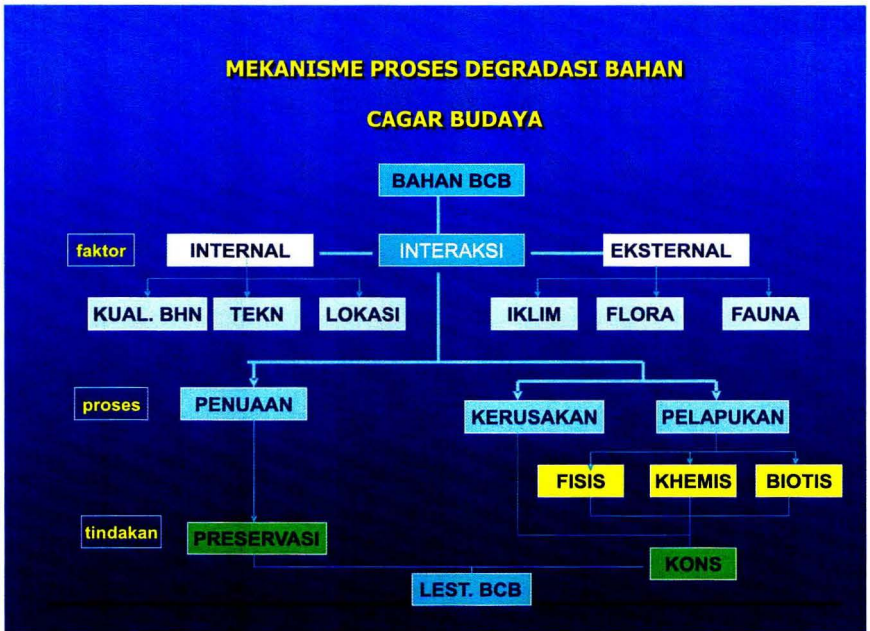 MEKANISME PROSES DEGRADASI BAHAN
CAGAR BUDAYA
BAHAN BCB
faktor
INTERNAL
INTERAKSI
EKSTERNAL
KUAL. BHN
TEKN
LOKASI
IKLIM
FLORA
FAUNA
proses
PENUAAN
KERUSAKAN
PELAPUKAN
FISIS
KHEMIS
BIOTIS
tindakan
PRESERVASI
KONS
LEST. BCB